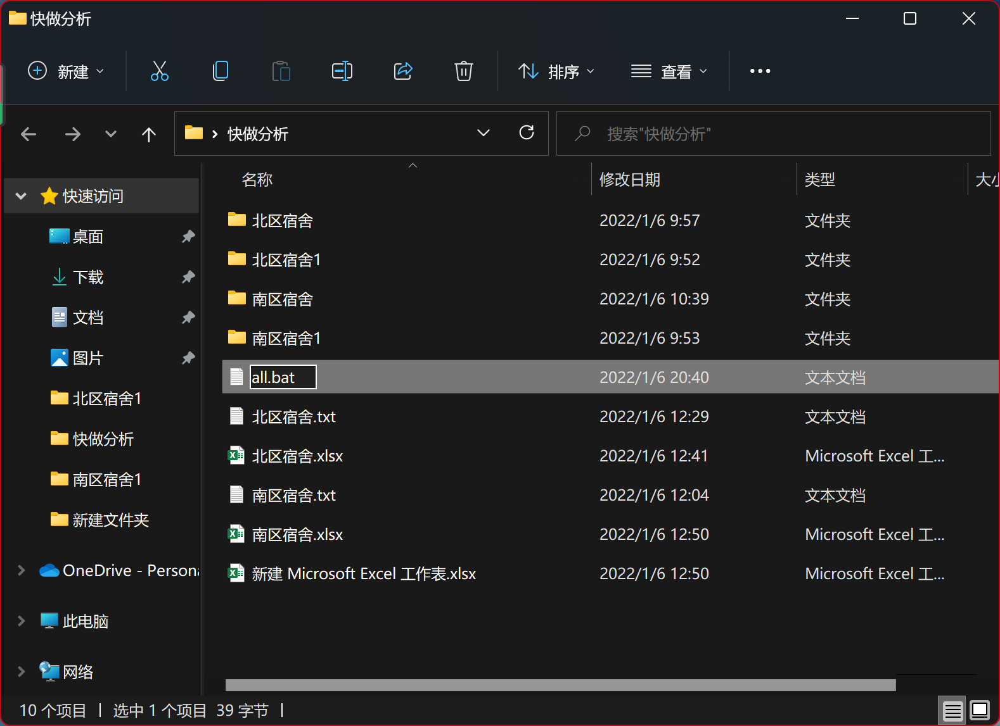 快做分析
新建 排序 查看
快做分析 搜索"快做分析"
名称 修改日期 类型 大小
快速访问
桌面
下载
文档
图片
北区宿舍1
快做分析
南区宿舍1
新建文件夹
OneDrive - Persona
此电脑
网络
北区宿舍 2022/1/6 9:57 文件夹
北区宿舍1 2022/1/6 9:52 文件夹
南区宿舍 2022/1/6 10:39 文件夹
南区宿舍1 2022/1/6 9:53 文件夹
all.bat 2022/1/6 20:40 文本文档
北区宿舍.txt 2022/1/6 12:29 文本文档
北区宿舍.xlsx 2022/1/6 12:41 Microsoft Excel 工...
南区宿舍.txt 2022/1/6 12:04 文本文档
南区宿舍.xlsx 2022/1/6 12:50 Microsoft Excel 工...
新建 Microsoft Excel 工作表.xlsx 2022/1/6 12:50 Microsoft Excel 工...
10 个项目 选中 1 个项目 39 字节